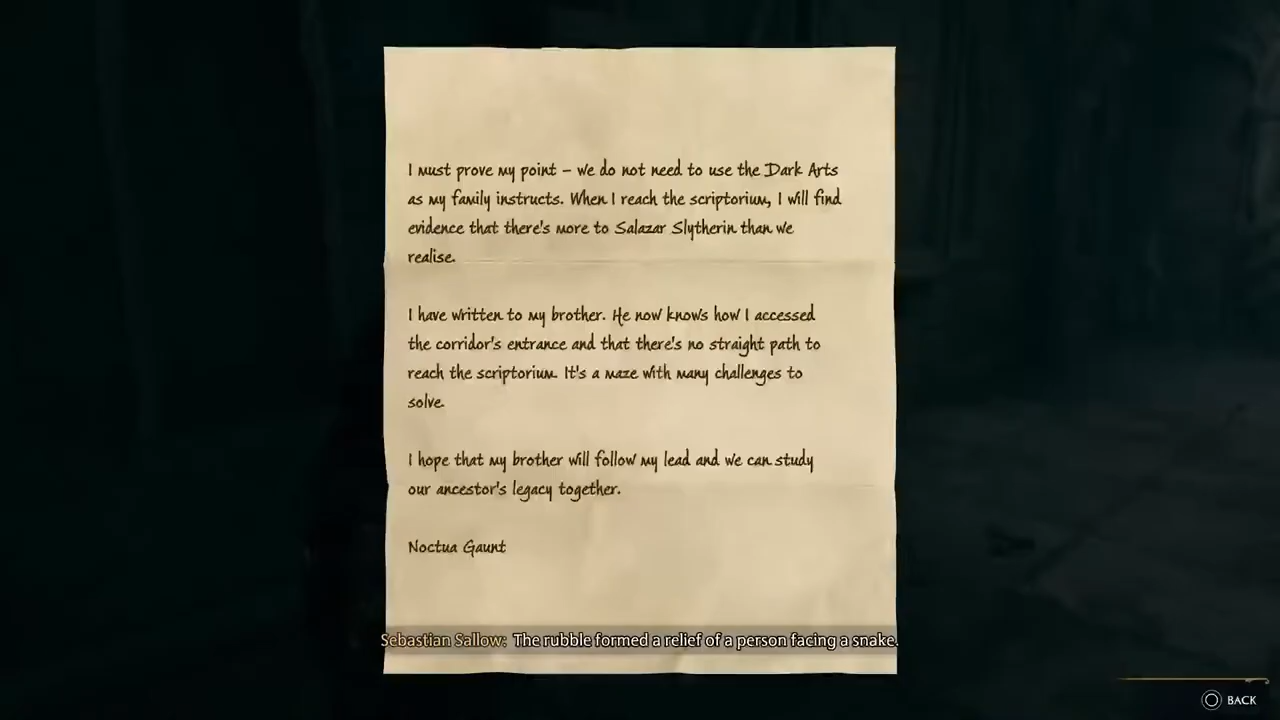 I must prove my point – we do not need to use the Dark Arts
as my family instructs. When I reach the scriptorium, I will find
evidence that there's more to Salazar Slytherin than we
realise.
I have written to my brother. He now knows how I accessed
the corridor's entrance and that there's no straight path to
reach the scriptorium. It's a maze with many challenges to
solve.
I hope that my brother will follow my lead and we can study
our ancestor's legacy together.
Noctua Gaunt
Sebastian Sallow: The rubble formed a relief of a person facing a snake.
BACK